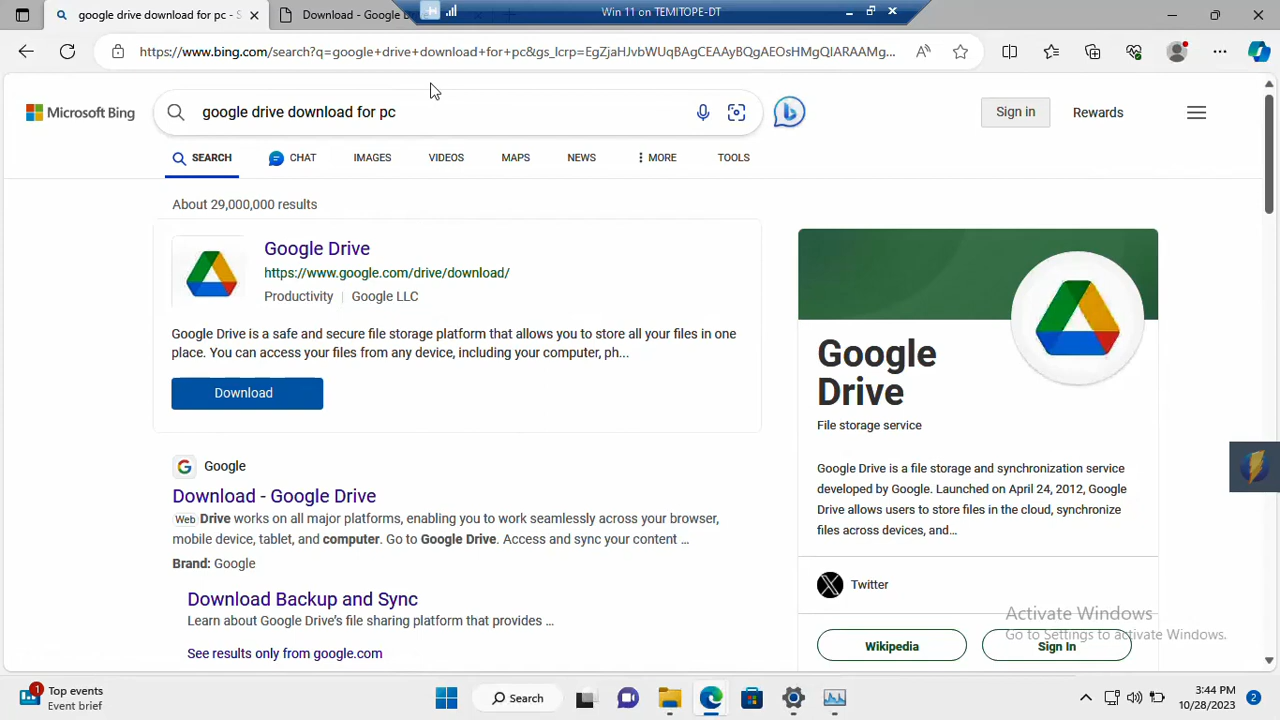 google drive download for pc -
Download - Google Dri
Win 11 on TEMITOPE-DT
https://www.bing.com/search?q=google+drive+download+for+pc&gs_lcrp=EgZjaHJvbWUqBAgCEAAyBQgAEOsHMgQIARAAMg...
Microsoft Bing
google drive download for pc
Sign in
Rewards
SEARCH
CHAT
IMAGES
VIDEOS
MAPS
NEWS
MORE
TOOLS
About 29,000,000 results
Google Drive
https://www.google.com/drive/download/
Productivity
Google LLC
Google Drive is a safe and secure file storage platform that allows you to store all your files in one
place. You can access your files from any device, including your computer, ph...
Download
Google
Download - Google Drive
Web Drive works on all major platforms, enabling you to work seamlessly across your browser,
mobile device, tablet, and computer. Go to Google Drive. Access and sync your content ...
Brand: Google
Download Backup and Sync
Learn about Google Drive's file sharing platform that provides ...
See results only from google.com
Google
Drive
File storage service
Google Drive is a file storage and synchronization service
developed by Google. Launched on April 24, 2012, Google
Drive allows users to store files in the cloud, synchronize
files across devices, and...
Twitter
Wikipedia
Sign In
Activate Windows
Go to Settings to activate Windows.
1
Top events
Event brief
Search
3:44 PM
10/28/2023
2